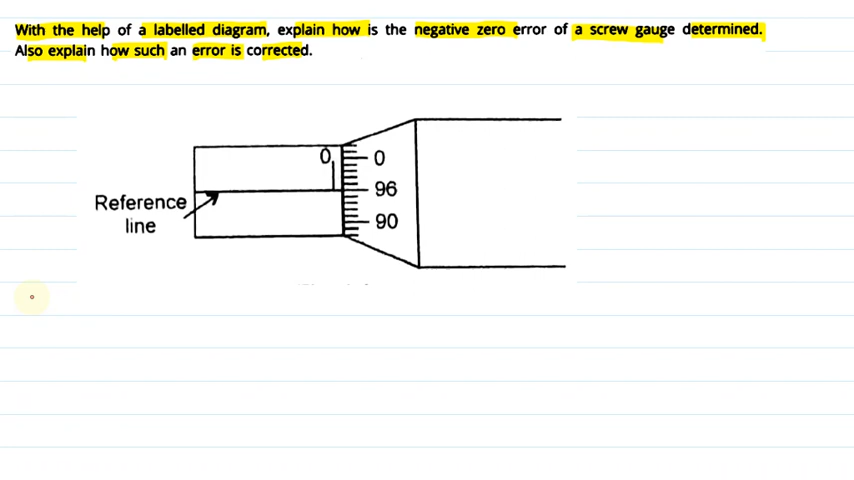 With the help of a labelled diagram, explain how is the negative zero error of a screw gauge determined.
Also explain how such an error is corrected.
0
0
96
Reference
line
90